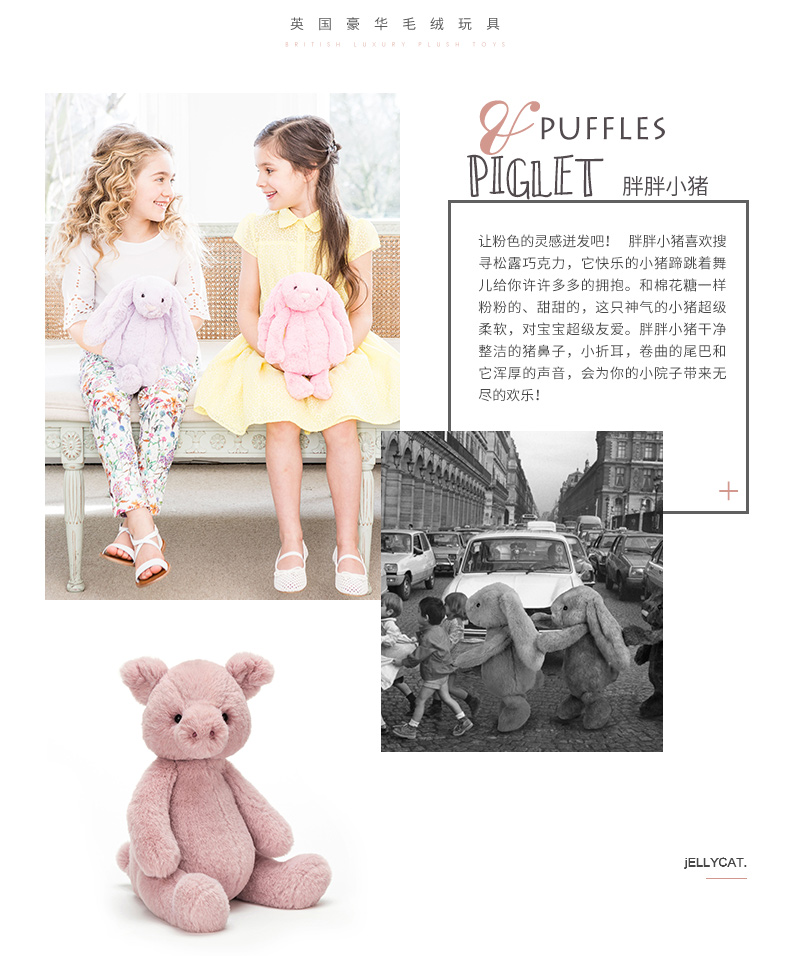 英国豪华毛绒玩具
BRITISH LUXURY PLUSH TOYS
& PUFFLES
PIGLET 胖胖小猪
让粉色的灵感迸发吧！ 胖胖小猪喜欢搜
寻松露巧克力，它快乐的小猪蹄跳着舞
儿给你许许多多的拥抱。和棉花糖一样
粉粉的、甜甜的，这只神气的小猪超级
柔软，对宝宝超级友爱。胖胖小猪干净
整洁的猪鼻子，小折耳，卷曲的尾巴和
它浑厚的声音，会为你的小院子带来无
尽的欢乐！
jELLYCAT.